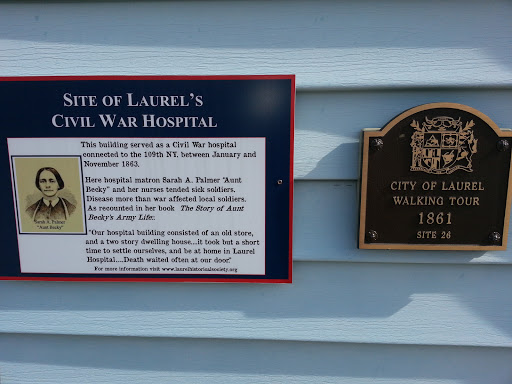 SITE OF LAUREL'S
CIVIL WAR HOSPITAL
This building served as a Civil War hospital
connected to the 109th NY, between January and
November 1863.
Here hospital matron Sarah A. Palmer "Aunt
Becky" and her nurses tended sick soldiers.
Disease more than war affected local soldiers.
As recounted in her book The Story of Aunt
Becky's Army Life:
"Our hospital building consisted of an old store,
and a two story dwelling house...it took but a short
time to settle ourselves, and be at home in Laurel
Hospital....Death waited often at our door."
For more information visit www.laurelhistoricalsociety.org
Sarah A. Palmer
"Aunt Becky"
CITY OF LAUREL
WALKING TOUR
1861
SITE 26